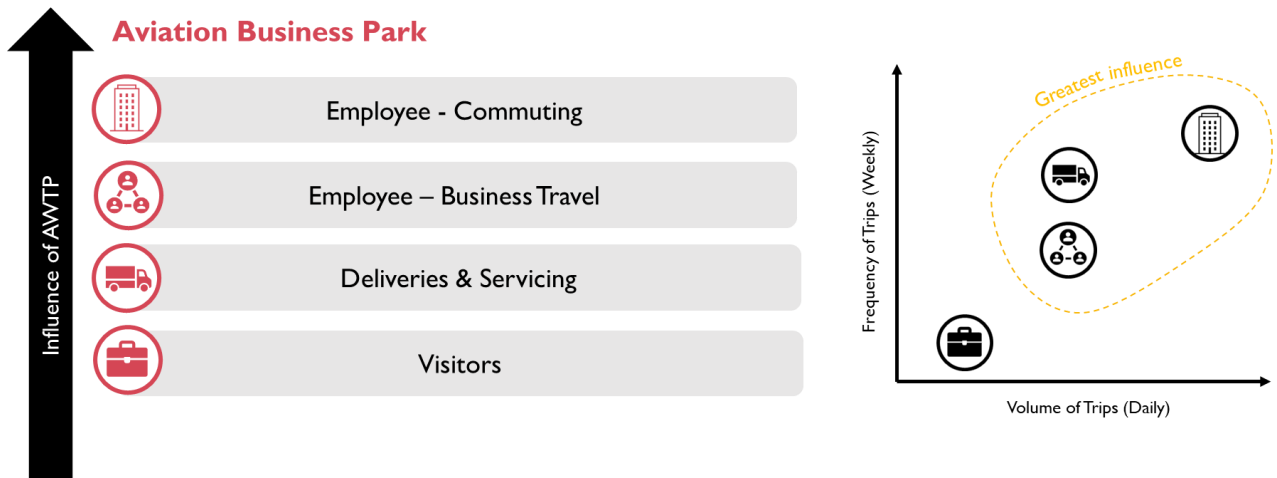 Aviation Business Park
Influence of AWTP
Employee - Commuting
Employee – Business Travel
Deliveries & Servicing
Visitors
Greatest influence
Frequency of Trips (Weekly)
Volume of Trips (Daily)